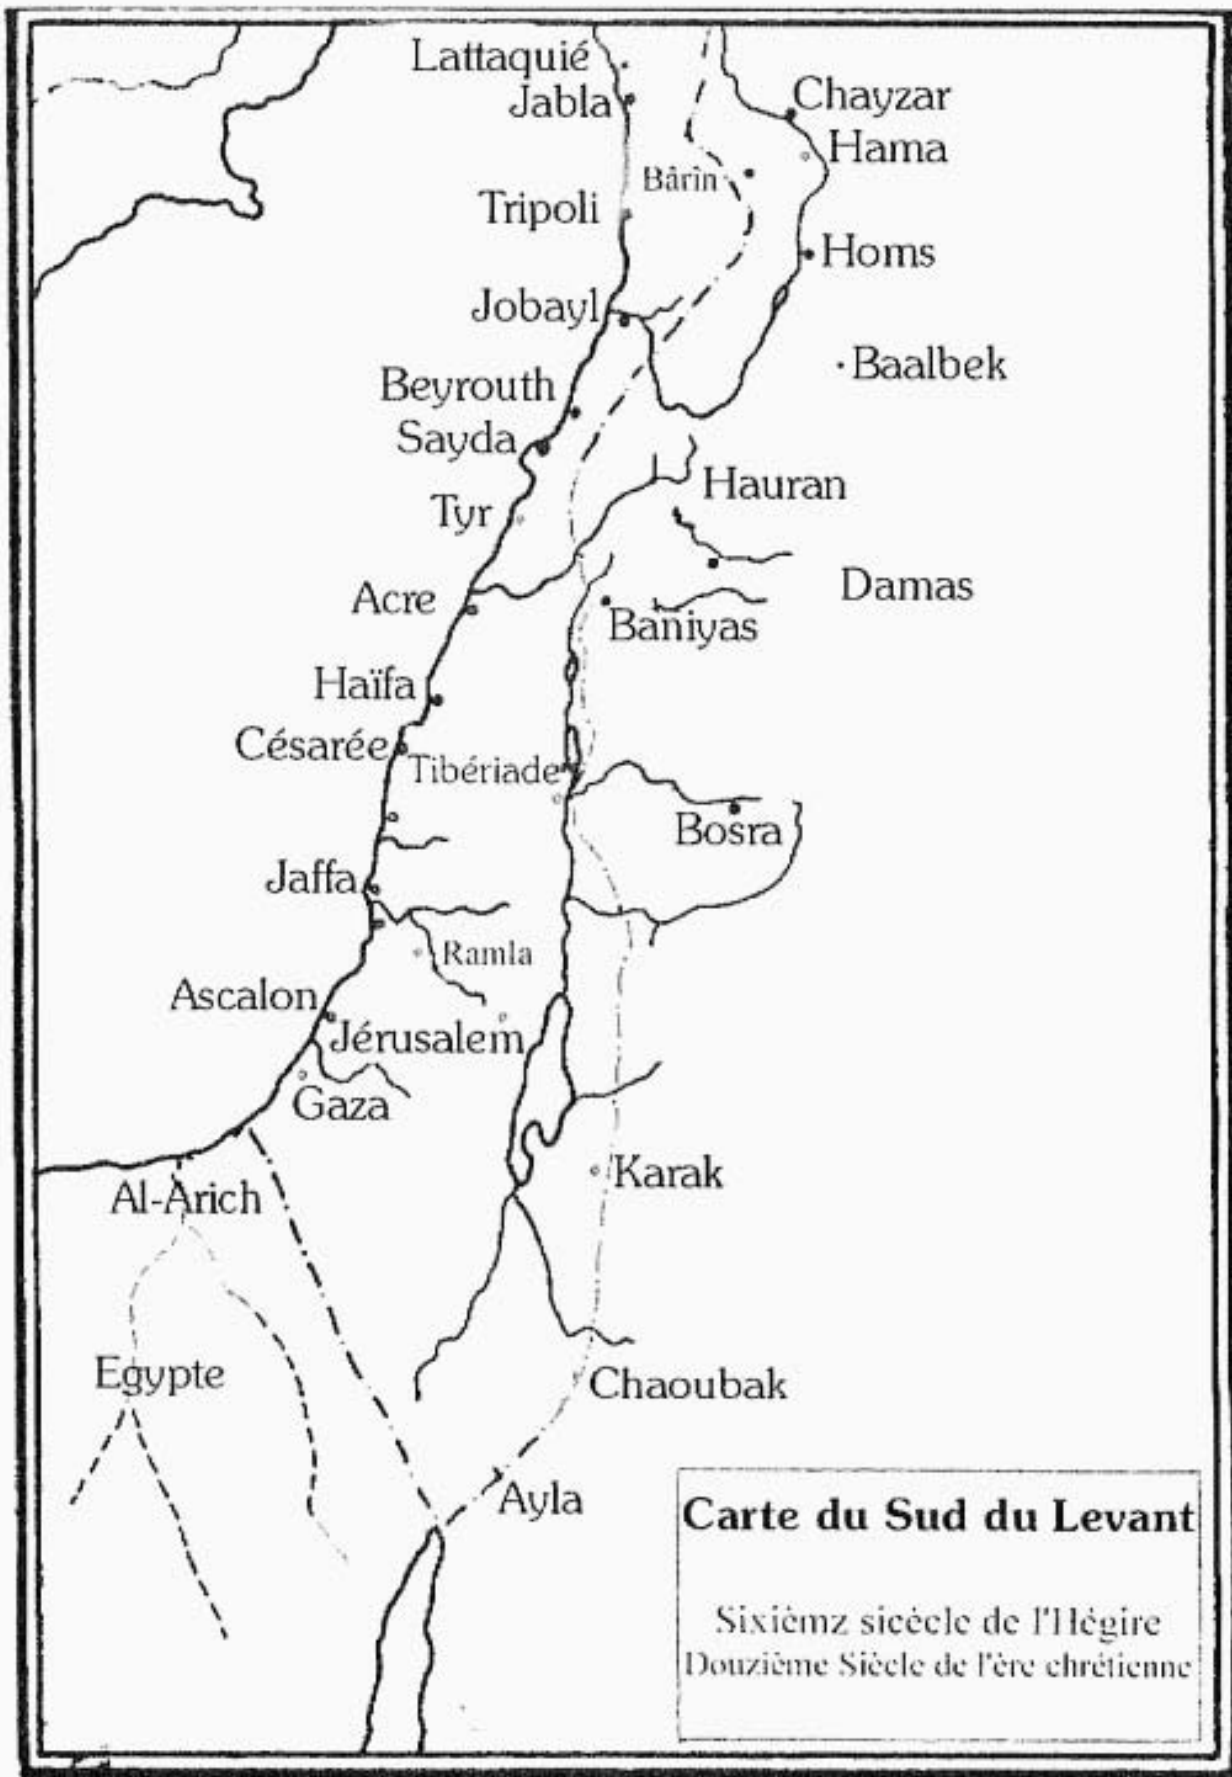 Lattaquié
Jabla
Chayzar
Hama
Bârîn
Tripoli
Homs
Jobayl
Baalbek
Beyrouth
Sayda
Hauran
Tyr
Damas
Acre
Baniyas
Haïfa
Césarée
Tibériade
Bosra
Jaffa
Ramla
Ascalon
Jérusalem
Gaza
Karak
Al-Arich
Egypte
Chaoubak
Ayla
Carte du Sud du Levant
Sixièmz sicècle de l'Hégire
Douzième Siècle de l'ère chrétienne